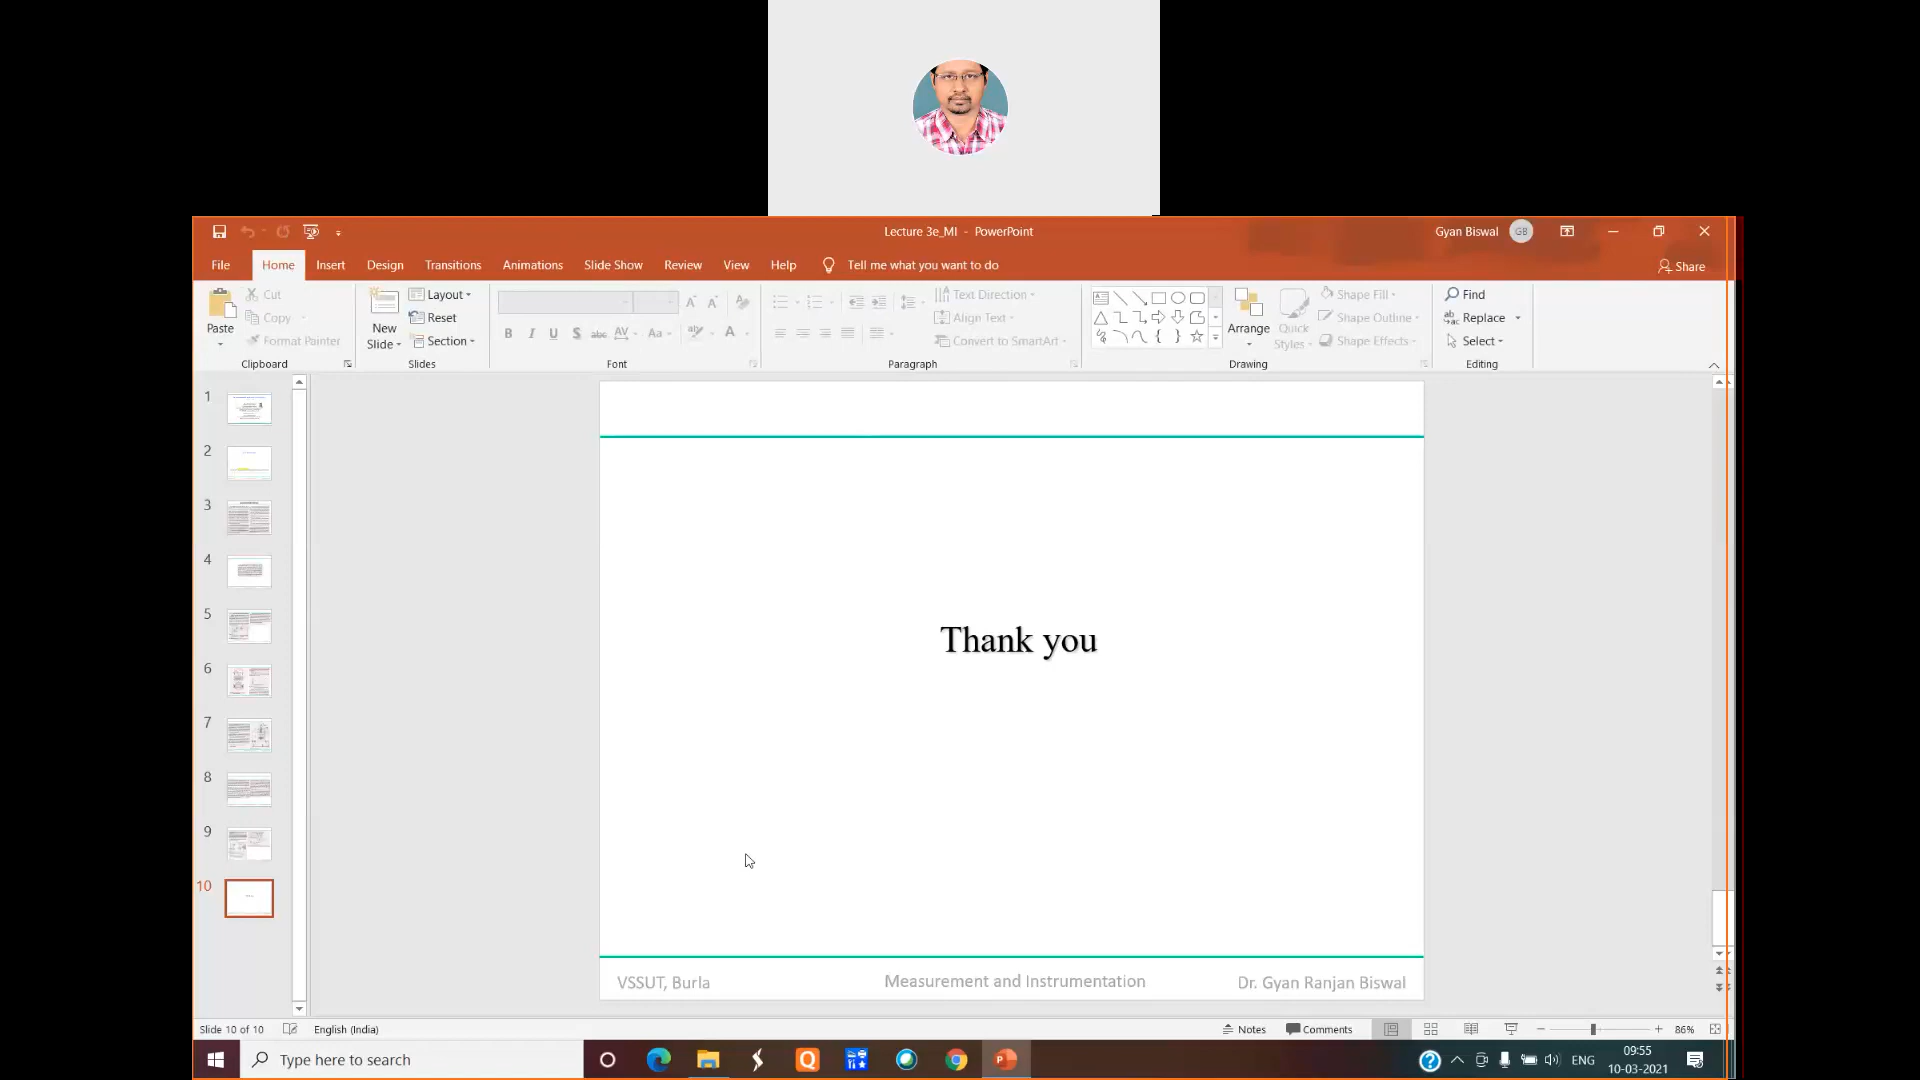 Lecture 3e_MI - PowerPoint
Gyan Biswal GB
File Home Insert Design Transitions Animations Slide Show Review View Help Tell me what you want to do Share
Paste Cut Copy Format Painter
Clipboard
New Slide Layout Reset Section
Slides
B I U S abc AV Aa A
Font
Text Direction
Align Text
Convert to SmartArt
Paragraph
Arrange Quick Styles
Shape Fill
Shape Outline
Shape Effects
Drawing
Find
Replace
Select
Editing
1
2
3
4
5
6
7
8
9
10
Thank you
VSSUT, Burla Measurement and Instrumentation Dr. Gyan Ranjan Biswal
Slide 10 of 10 English (India) Notes Comments 86%
Type here to search ENG 09:55
10-03-2021